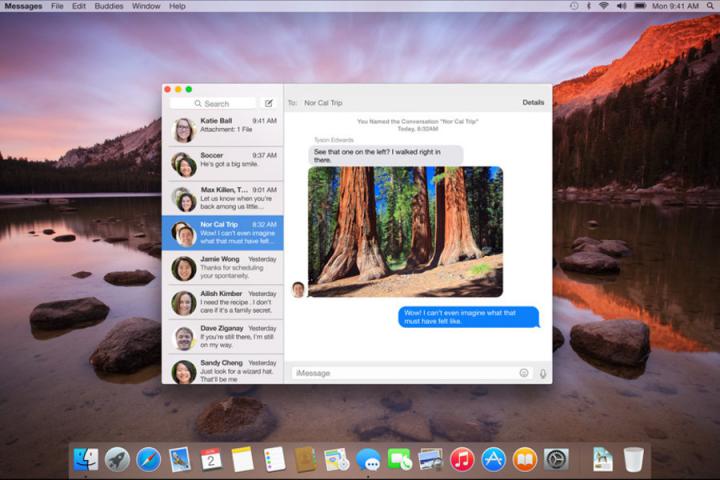 Messages File Edit Buddies Window Help
Mon 9:41 AM
Search
Katie Ball 9:41 AM
Attachment: 1 File
Soccer 9:37 AM
He's got a big smile.
Max Killen, T... 9:01 AM
Let us know when you're
back among us little...
Nor Cal Trip 8:32 AM
Wow! I can't even imagine
what that must have felt...
Jamie Wong Yesterday
Thanks for scheduling
your spontaneity.
Ailish Kimber Yesterday
I need the recipe . I don't
care if it's a family secret.
Dave Ziganay Yesterday
If you're still there, I'm still
on my way.
Sandy Cheng Yesterday
Just look for a wizard hat.
That'll be me
To: Nor Cal Trip Details
You Named the Conversation "Nor Cal Trip"
Today, 8:32AM
Tyson Edwards
See that one on the left? I walked right in
there.
Wow! I can't even imagine what that
must have felt like.
iMessage
2